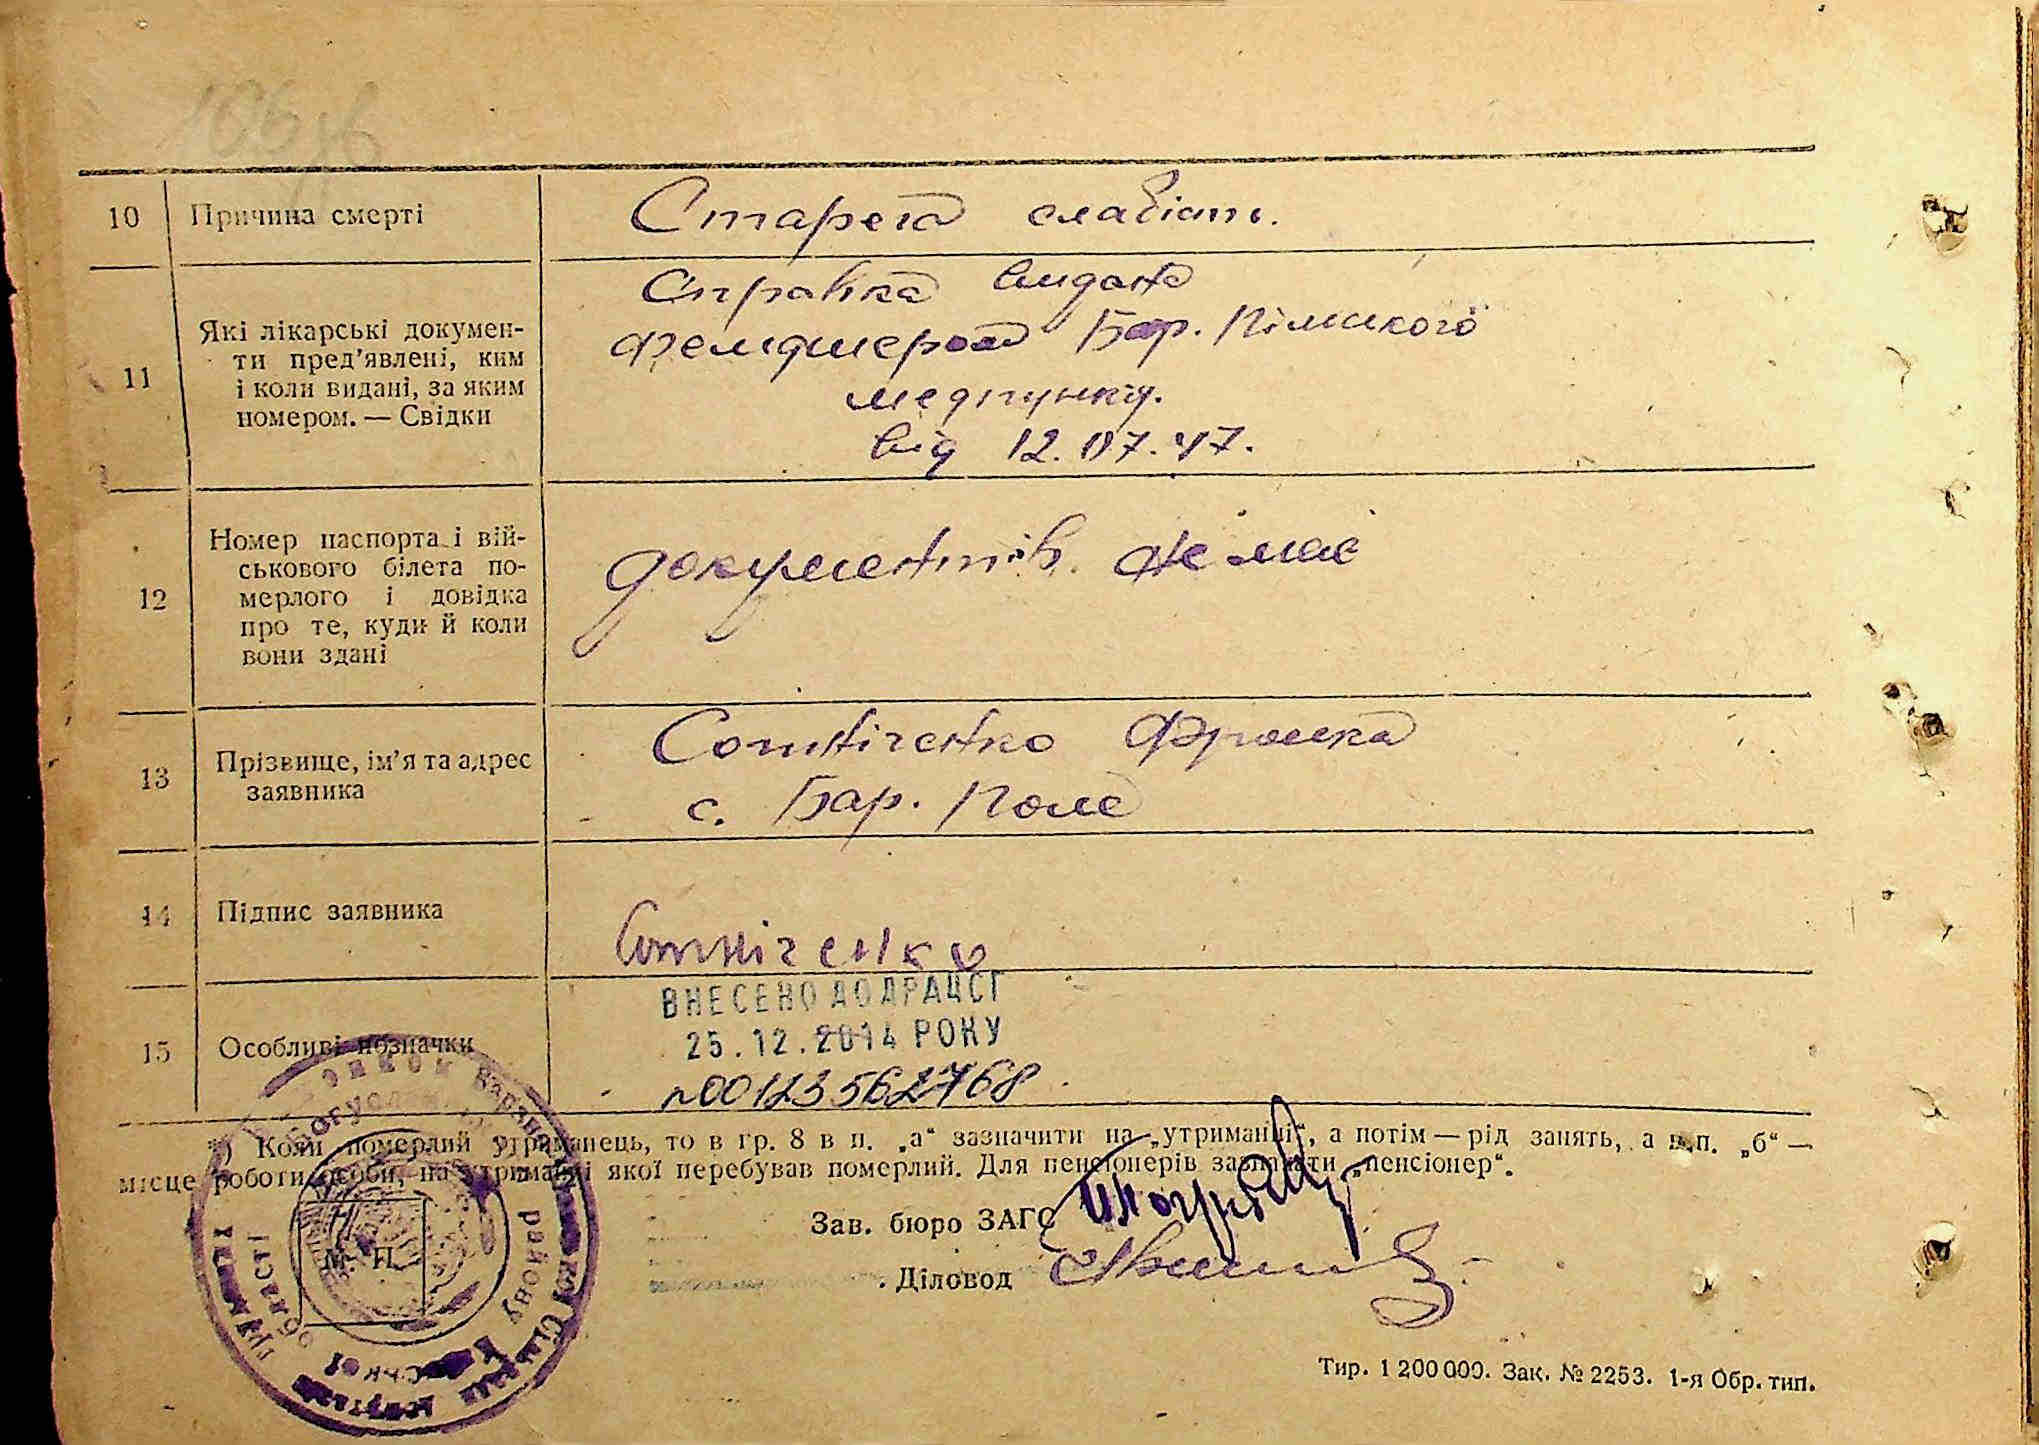 10 Причина смерті Стареча слабість.
11 Які лікарські докумен-
ти пред’явлені, ким
і коли видані, за яким
номером. — Свідки
Справка видана
фельдшером Бар. Пільского
медпункту.
від 12.07.47.
12 Номер паспорта і вій-
ськового білета по-
мерлого і довідка
про те, куди й коли
вони здані
документів не має
13 Прізвище, ім’я та адрес
заявника
Сотніченко
с. Бар. Поле
14 Підпис заявника
Сотніченко
15 Особливі позначки
ВНЕСЕНО ДО ДРАЦСГ
25.12.2014 РОКУ
№00123562768
*) Коли померлий утриманець, то в гр. 8 в п. „а“ зазначити на „утриманні“, а потім — рід занять, а в п. „б“ —
місце роботи особи, на утриманні якої перебував померлий. Для пенсіонерів зазначати „пенсіонер“.
Зав. бюро ЗАГС
Діловод
М. П.
району
області
Київської
Тир. 1 200 000. Зак. № 2253. 1-я Обр. тип.